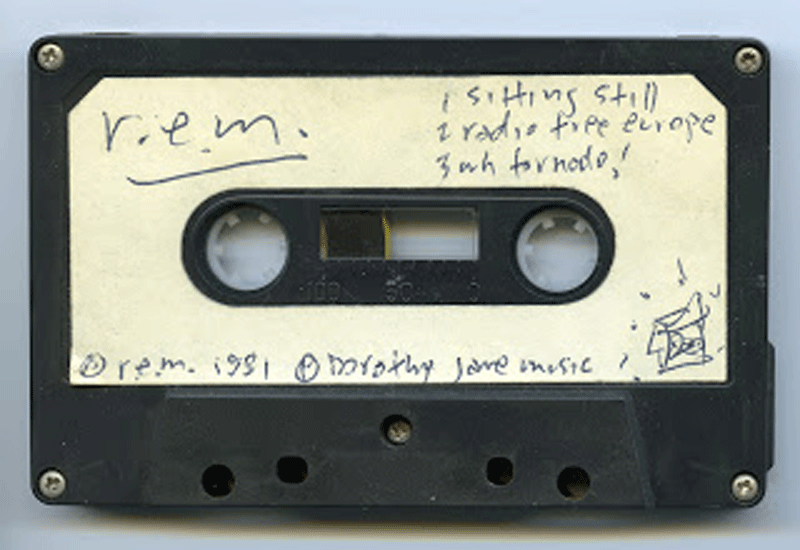 r.e.m.
1 sitting still
2 radio free europe
3 wh tornado!
100 50 0
© r.e.m. 1981 ℗ Dorothy Jane music